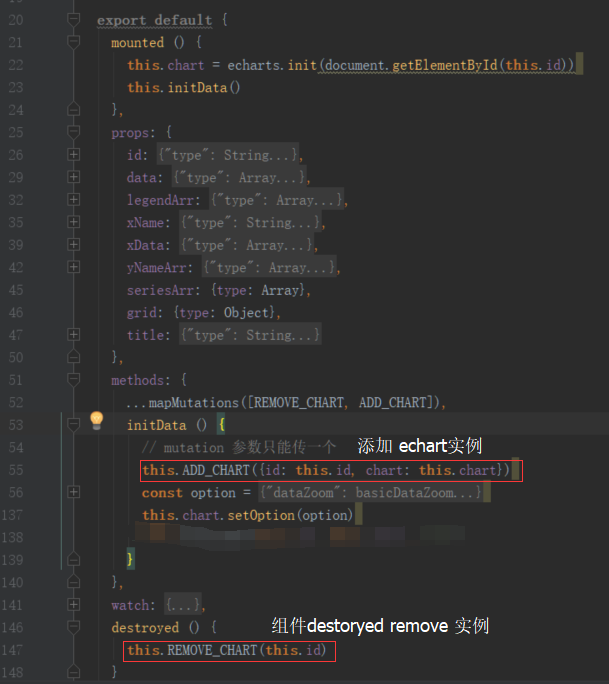 20 export default {
21 mounted () {
22 this.chart = echarts.init(document.getElementById(this.id))
23 this.initData()
24 },
25 props: {
26 id: {"type": String...},
29 data: {"type": Array...},
32 legendArr: {"type": Array...},
35 xName: {"type": String...},
39 xData: {"type": Array...},
42 yNameArr: {"type": Array...},
45 seriesArr: {type: Array},
46 grid: {type: Object},
47 title: {"type": String...}
50 },
51 methods: {
52 ...mapMutations([REMOVE_CHART, ADD_CHART]),
53 initData () {
54 // mutation 参数只能传一个 添加 echart实例
55 this.ADD_CHART({id: this.id, chart: this.chart})
56 const option = {"dataZoom": basicDataZoom...}
137 this.chart.setOption(option)
138
139 }
140 },
141 watch: {...},
146 destroyed () { 组件destoryed remove 实例
147 this.REMOVE_CHART(this.id)
148 }